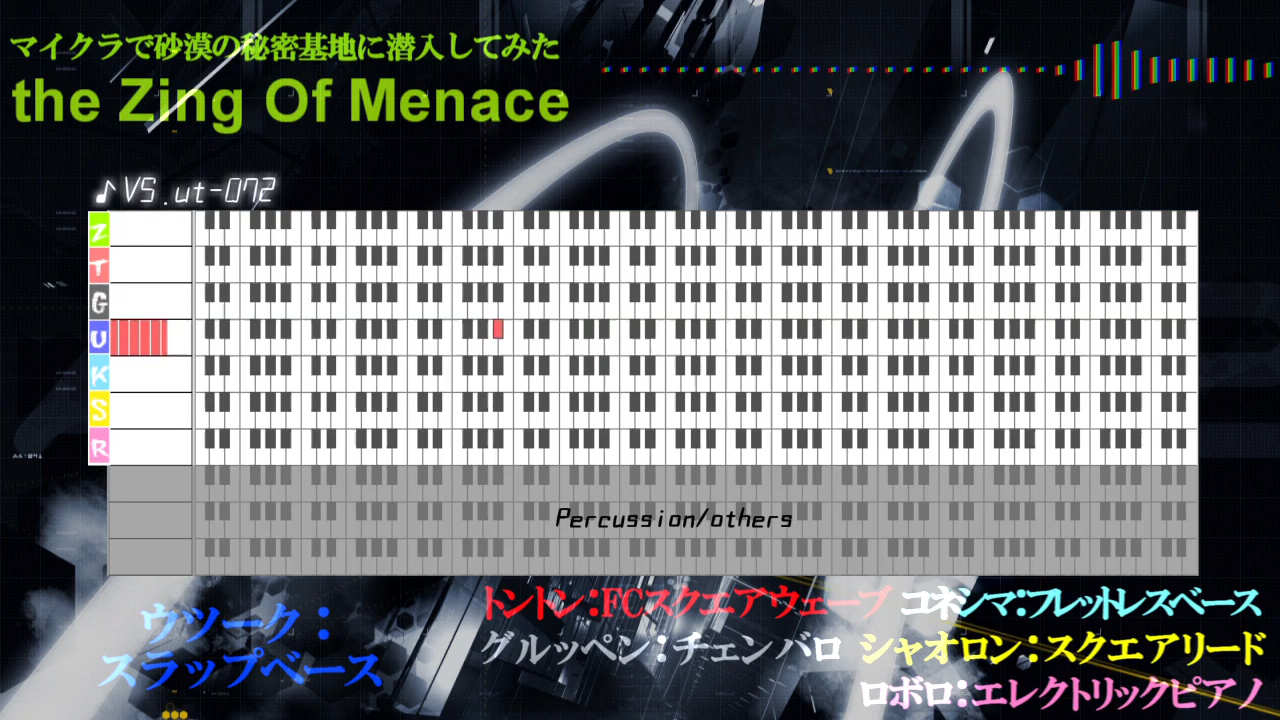 マイクラで砂漠の秘密基地に潜入してみた
the Zing Of Menace
♪VS.ut-072
Z
T
G
U
K
S
R
Percussion/others
ウツーク：
スラップベース
トントン：FCスクエアウェーブ
コネシマ：フレットレスベース
グルッペン：チェンバロ
シャオロン：スクエアリード
ロボロ：エレクトリックピアノ